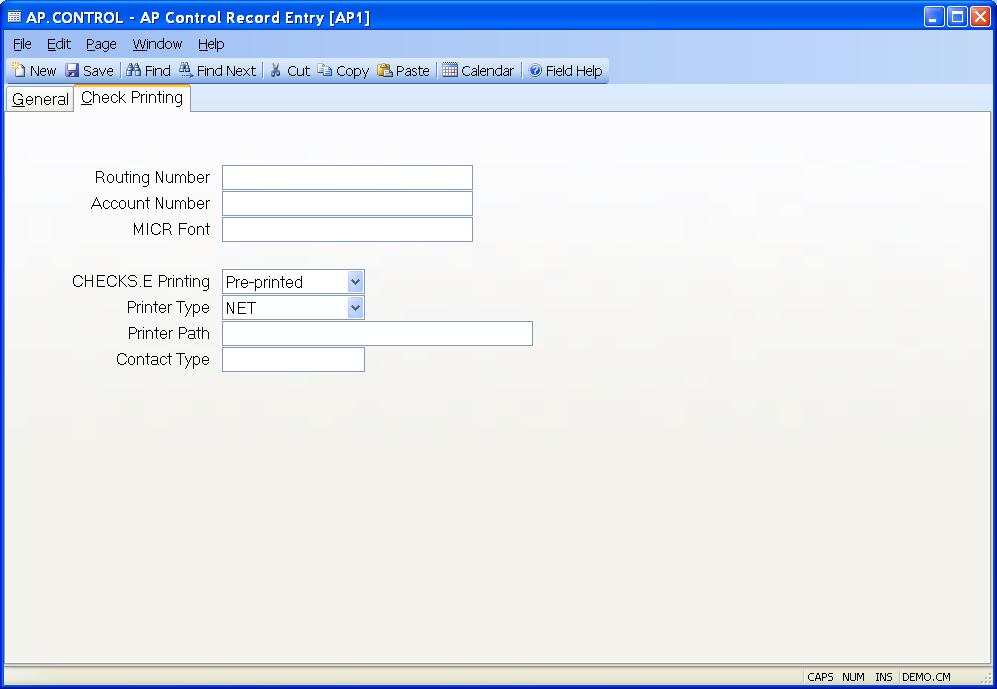 AP.CONTROL - AP Control Record Entry [AP1]
File Edit Page Window Help
New Save Find Find Next Cut Copy Paste Calendar Field Help
General Check Printing
Routing Number
Account Number
MICR Font
CHECKS.E Printing Pre-printed
Printer Type NET
Printer Path
Contact Type
CAPS NUM INS DEMO.CM